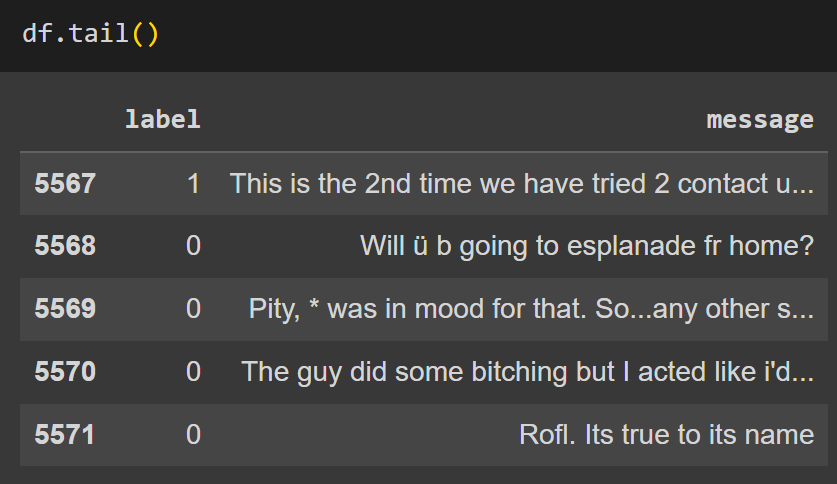 df.tail()
label message
5567 1 This is the 2nd time we have tried 2 contact u...
5568 0 Will ü b going to esplanade fr home?
5569 0 Pity, * was in mood for that. So...any other s...
5570 0 The guy did some bitching but I acted like i'd...
5571 0 Rofl. Its true to its name